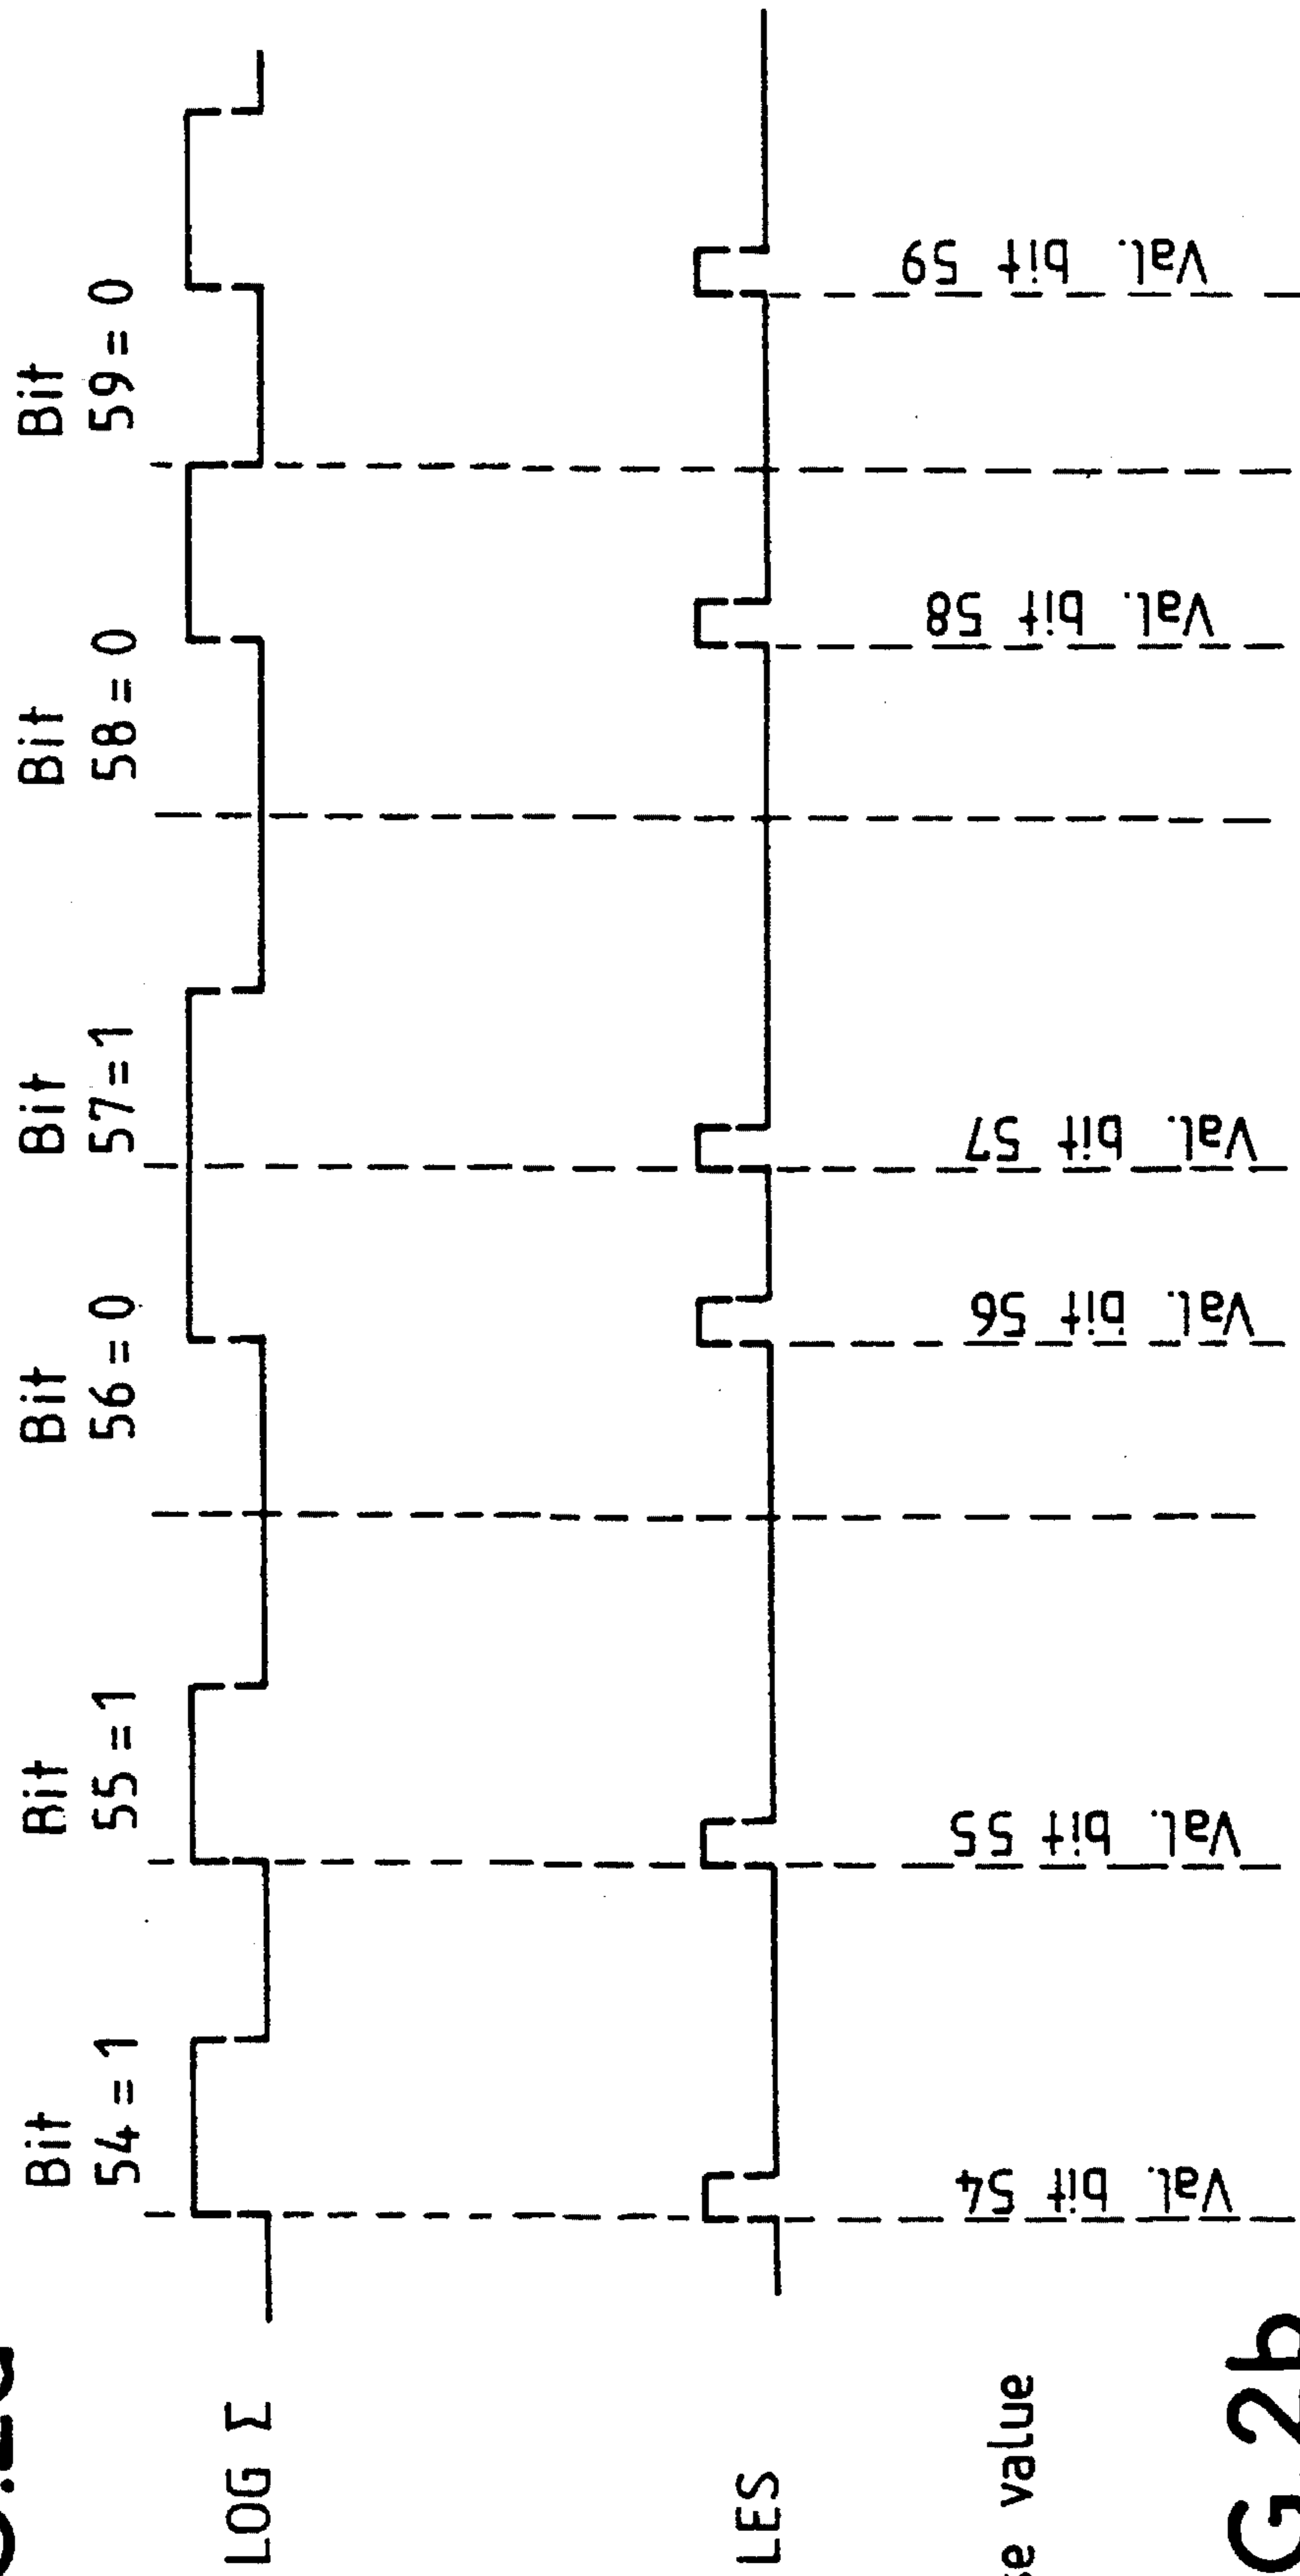 Bit Bit Bit Bit Bit Bit
54 = 1 55 = 1 56 = 0 57 = 1 58 = 0 59 = 0
LOG Σ
LES
value
Val. bit 54 Val. bit 55 Val. bit 56 Val. bit 57 Val. bit 58 Val. bit 59
G.2b